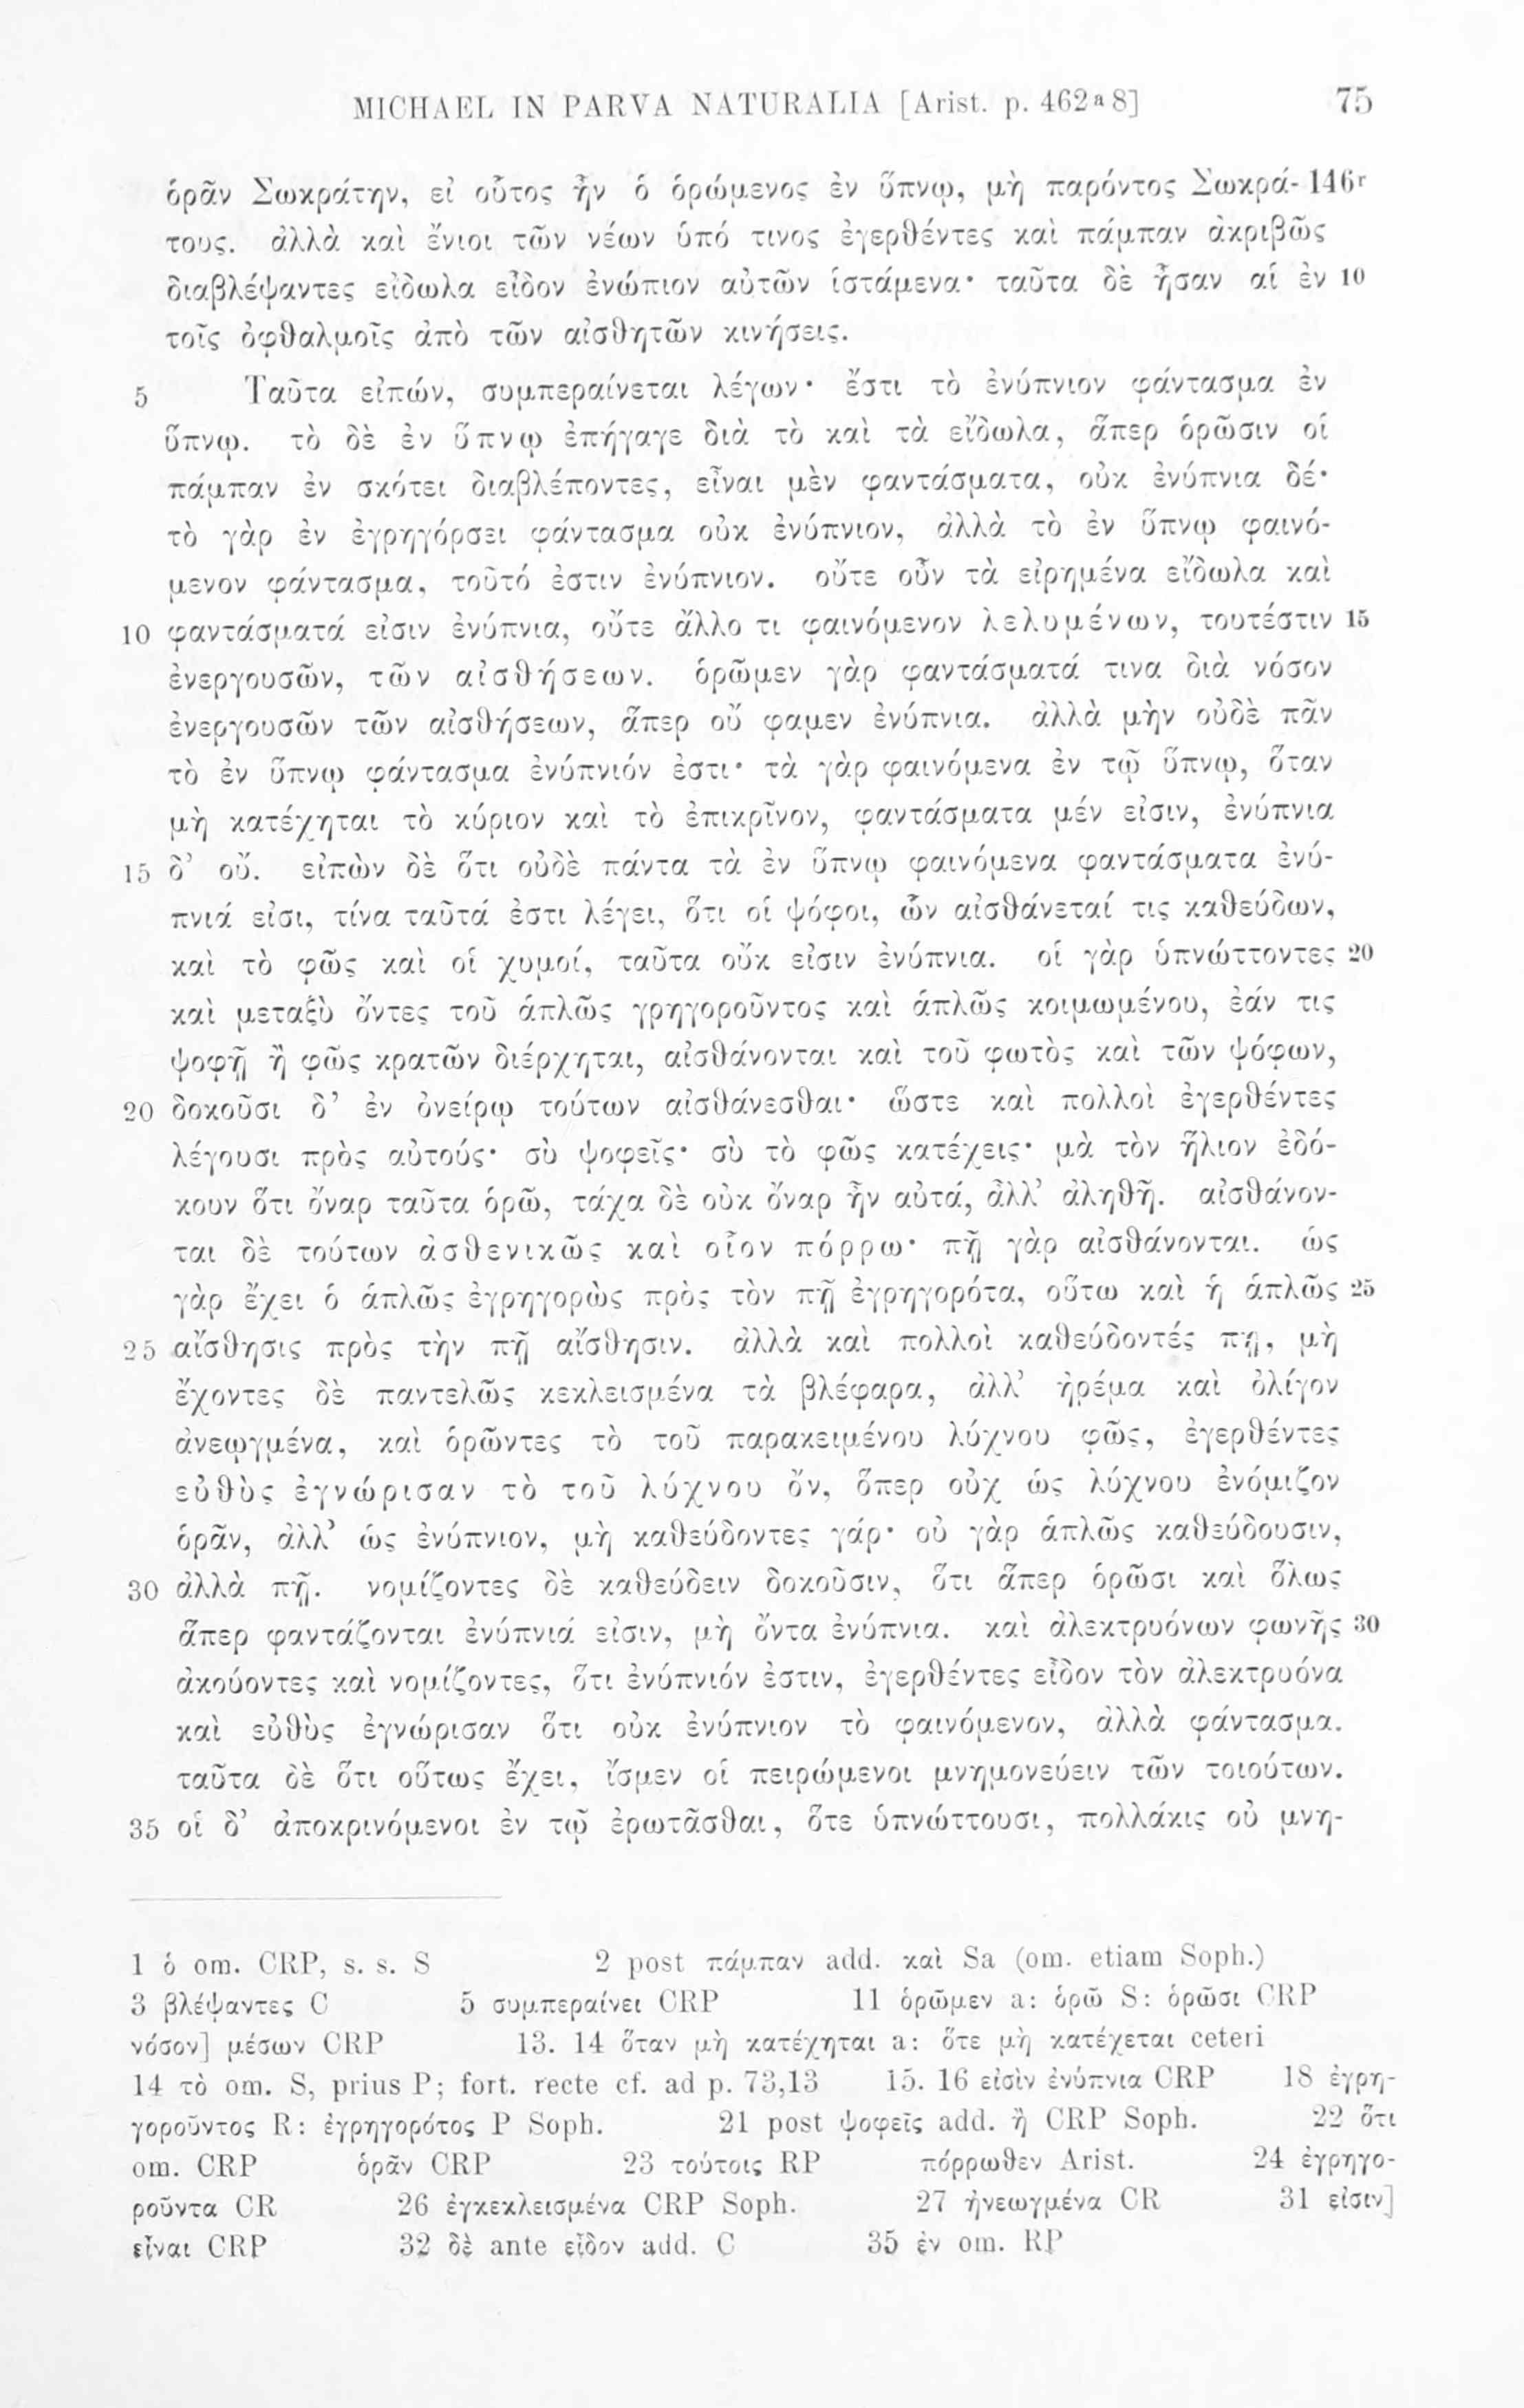 MICHAEL IN PARVA NATURALIA [Arist. p. 462ᵃ8] 75
ὁρᾶν Σωκράτην, εἰ οὗτος ἦν ὁ ὁρώμενος ἐν ὕπνῳ, μὴ παρόντος Σωκρά- 146ʳ
τους. ἀλλὰ καὶ ἔνιοι τῶν νέων ὑπό τινος ἐγερθέντες καὶ πάμπαν ἀκριβῶς
διαβλέψαντες εἴδωλα εἶδον ἐνώπιον αὐτῶν ἱστάμενα· ταῦτα δὲ ἦσαν αἱ ἐν 10
τοῖς ὀφθαλμοῖς ἀπὸ τῶν αἰσθητῶν κινήσεις.
5 Ταῦτα εἰπών, συμπεραίνεται λέγων· ἔστι τὸ ἐνύπνιον φάντασμα ἐν
ὕπνῳ. τὸ δὲ ἐν ὕπνῳ ἐπήγαγε διὰ τὸ καὶ τὰ εἴδωλα, ἅπερ ὁρῶσιν οἱ
πάμπαν ἐν σκότει διαβλέποντες, εἶναι μὲν φαντάσματα, οὐκ ἐνύπνια δέ·
τὸ γὰρ ἐν ἐγρηγόρσει φάντασμα οὐκ ἐνύπνιον, ἀλλὰ τὸ ἐν ὕπνῳ φαινό-
μενον φάντασμα, τοῦτό ἐστιν ἐνύπνιον. οὔτε οὖν τὰ εἰρημένα εἴδωλα καὶ
10 φαντάσματά εἰσιν ἐνύπνια, οὔτε ἄλλο τι φαινόμενον λελυμένων, τουτέστιν 15
ἐνεργουσῶν, τῶν αἰσθήσεων. ὁρῶμεν γὰρ φαντάσματά τινα διὰ νόσον
ἐνεργουσῶν τῶν αἰσθήσεων, ἅπερ οὔ φαμεν ἐνύπνια. ἀλλὰ μὴν οὐδὲ πᾶν
τὸ ἐν ὕπνῳ φάντασμα ἐνύπνιόν ἐστι· τὰ γὰρ φαινόμενα ἐν τῷ ὕπνῳ, ὅταν
μὴ κατέχηται τὸ κύριον καὶ τὸ ἐπικρῖνον, φαντάσματα μέν εἰσιν, ἐνύπνια
15 δ’ οὔ. εἰπὼν δὲ ὅτι οὐδὲ πάντα τὰ ἐν ὕπνῳ φαινόμενα φαντάσματα ἐνύ-
πνιά εἰσι, τίνα ταῦτά ἐστι λέγει, ὅτι οἱ ψόφοι, ὧν αἰσθάνεταί τις καθεύδων,
καὶ τὸ φῶς καὶ οἱ χυμοί, ταῦτα οὔκ εἰσιν ἐνύπνια. οἱ γὰρ ὑπνώττοντες 20
καὶ μεταξὺ ὄντες τοῦ ἁπλῶς γρηγοροῦντος καὶ ἁπλῶς κοιμωμένου, ἐάν τις
ψοφῇ ἢ φῶς κρατῶν διέρχηται, αἰσθάνονται καὶ τοῦ φωτὸς καὶ τῶν ψόφων,
20 δοκοῦσι δ’ ἐν ὀνείρῳ τούτων αἰσθάνεσθαι· ὥστε καὶ πολλοὶ ἐγερθέντες
λέγουσι πρὸς αὐτούς· σὺ ψοφεῖς· σὺ τὸ φῶς κατέχεις· μὰ τὸν ἥλιον ἐδό-
κουν ὅτι ὄναρ ταῦτα ὁρῶ, τάχα δὲ οὐκ ὄναρ ἦν αὐτά, ἀλλ’ ἀληθῆ. αἰσθάνον-
ται δὲ τούτων ἀσθενικῶς καὶ οἷον πόρρω· πῇ γὰρ αἰσθάνονται. ὡς
γὰρ ἔχει ὁ ἁπλῶς ἐγρηγορὼς πρὸς τὸν πῇ ἐγρηγορότα, οὕτω καὶ ἡ ἁπλῶς 25
25 αἴσθησις πρὸς τὴν πῇ αἴσθησιν. ἀλλὰ καὶ πολλοὶ καθεύδοντές πῃ, μὴ
ἔχοντες δὲ παντελῶς κεκλεισμένα τὰ βλέφαρα, ἀλλ’ ἠρέμα καὶ ὀλίγον
ἀνεῳγμένα, καὶ ὁρῶντες τὸ τοῦ παρακειμένου λύχνου φῶς, ἐγερθέντες
εὐθὺς ἐγνώρισαν τὸ τοῦ λύχνου ὄν, ὅπερ οὐχ ὡς λύχνου ἐνόμιζον
ὁρᾶν, ἀλλ’ ὡς ἐνύπνιον, μὴ καθεύδοντες γάρ· οὐ γὰρ ἁπλῶς καθεύδουσιν,
30 ἀλλὰ πῇ. νομίζοντες δὲ καθεύδειν δοκοῦσιν, ὅτι ἅπερ ὁρῶσι καὶ ὅλως
ἅπερ φαντάζονται ἐνύπνιά εἰσιν, μὴ ὄντα ἐνύπνια. καὶ ἀλεκτρυόνων φωνῆς 30
ἀκούοντες καὶ νομίζοντες, ὅτι ἐνύπνιόν ἐστιν, ἐγερθέντες εἶδον τὸν ἀλεκτρυόνα
καὶ εὐθὺς ἐγνώρισαν ὅτι οὐκ ἐνύπνιον τὸ φαινόμενον, ἀλλὰ φάντασμα.
ταῦτα δὲ ὅτι οὕτως ἔχει, ἴσμεν οἱ πειρώμενοι μνημονεύειν τῶν τοιούτων.
35 οἱ δ’ ἀποκρινόμενοι ἐν τῷ ἐρωτᾶσθαι, ὅτε ὑπνώττουσι, πολλάκις οὐ μνη-
1 ὁ om. CRP, s. s. S 2 post πάμπαν add. καὶ Sa (om. etiam Soph.)
3 βλέψαντες C 5 συμπεραίνει CRP 11 ὁρῶμεν a: ὁρῶ S: ὁρῶσι CRP
νόσον] μέσων CRP 13. 14 ὅταν μὴ κατέχηται a: ὅτε μὴ κατέχεται ceteri
14 τὸ om. S, prius P; fort. recte cf. ad p. 73,13 15. 16 εἰσὶν ἐνύπνια CRP 18 ἐγρη-
γοροῦντος R: ἐγρηγορότος P Soph. 21 post ψοφεῖς add. ἢ CRP Soph. 22 ὅτι
om. CRP ὁρᾶν CRP 23 τούτοις RP πόρρωθεν Arist. 24 ἐγρηγο-
ροῦντα CR 26 ἐγκεκλεισμένα CRP Soph. 27 ἠνεωγμένα CR 31 εἰσιν]
εἶναι CRP 32 δὲ ante εἶδον add. C 35 ἐν om. RP